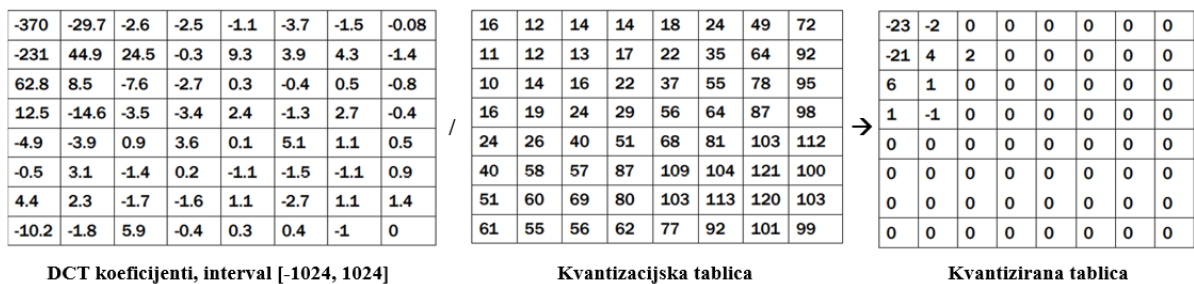 -370 -29.7 -2.6 -2.5 -1.1 -3.7 -1.5 -0.08
-231 44.9 24.5 -0.3 9.3 3.9 4.3 -1.4
62.8 8.5 -7.6 -2.7 0.3 -0.4 0.5 -0.8
12.5 -14.6 -3.5 -3.4 2.4 -1.3 2.7 -0.4
-4.9 -3.9 0.9 3.6 0.1 5.1 1.1 0.5
-0.5 3.1 -1.4 0.2 -1.1 -1.5 -1.1 0.9
4.4 2.3 -1.7 -1.6 1.1 -2.7 1.1 1.4
-10.2 -1.8 5.9 -0.4 0.3 0.4 -1 0
DCT koeficijenti, interval [-1024, 1024]
/
16 12 14 14 18 24 49 72
11 12 13 17 22 35 64 92
10 14 16 22 37 55 78 95
16 19 24 29 56 64 87 98
24 26 40 51 68 81 103 112
40 58 57 87 109 104 121 100
51 60 69 80 103 113 120 103
61 55 56 62 77 92 101 99
Kvantizacijska tablica
→
-23 -2 0 0 0 0 0 0
-21 4 2 0 0 0 0 0
6 1 0 0 0 0 0 0
1 -1 0 0 0 0 0 0
0 0 0 0 0 0 0 0
0 0 0 0 0 0 0 0
0 0 0 0 0 0 0 0
0 0 0 0 0 0 0 0
Kvantizirana tablica